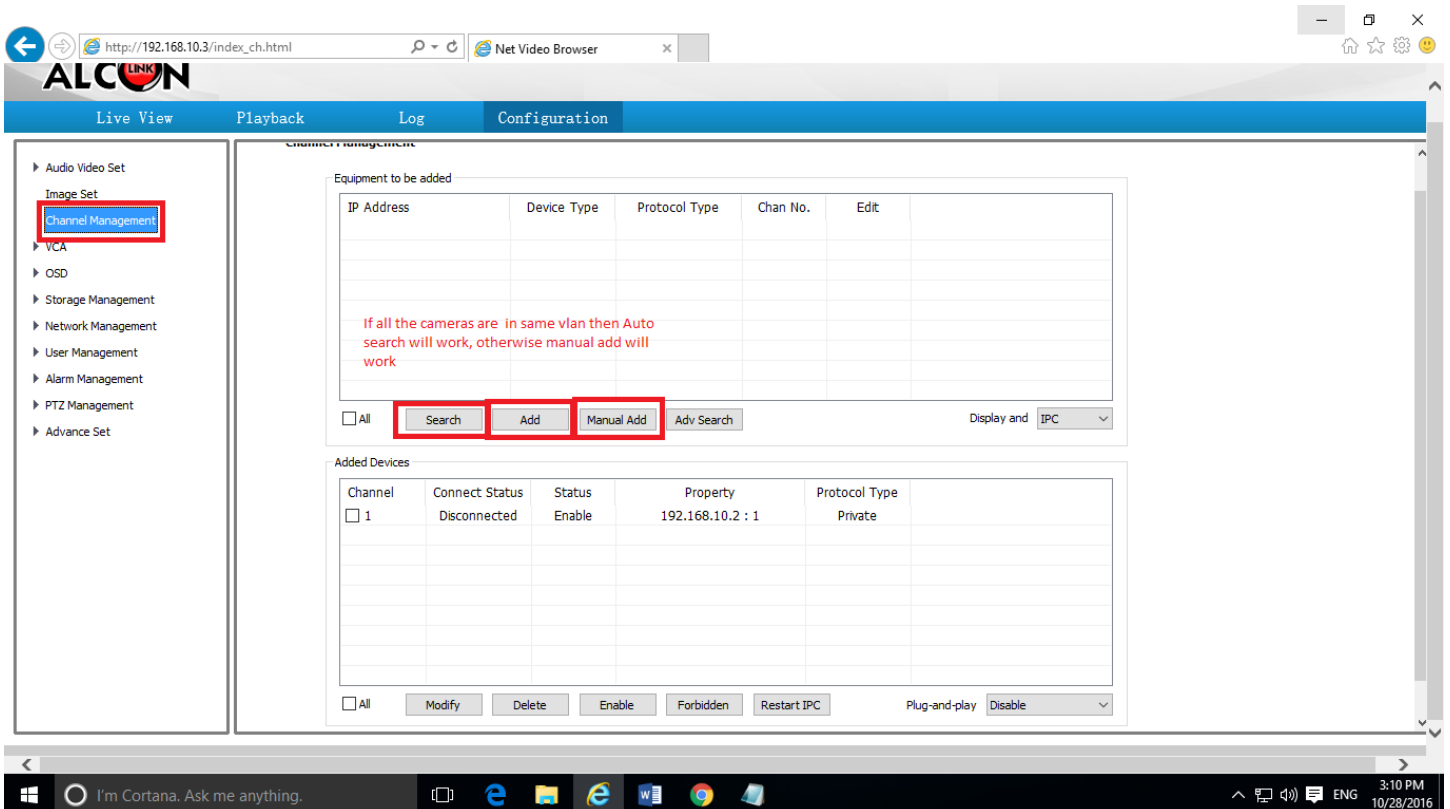 http://192.168.10.3/index_ch.html
Net Video Browser
ALCON
LINK
Live View Playback Log Configuration
Channel Management
Audio Video Set
Image Set
Channel Management
VCA
OSD
Storage Management
Network Management
User Management
Alarm Management
PTZ Management
Advance Set
Equipment to be added
IP Address Device Type Protocol Type Chan No. Edit
If all the cameras are in same vlan then Auto
search will work, otherwise manual add will
work
All Search Add Manual Add Adv Search Display and IPC
Added Devices
Channel Connect Status Status Property Protocol Type
1 Disconnected Enable 192.168.10.2 : 1 Private
All Modify Delete Enable Forbidden Restart IPC Plug-and-play Disable
I'm Cortana. Ask me anything.
ENG
3:10 PM
10/28/2016